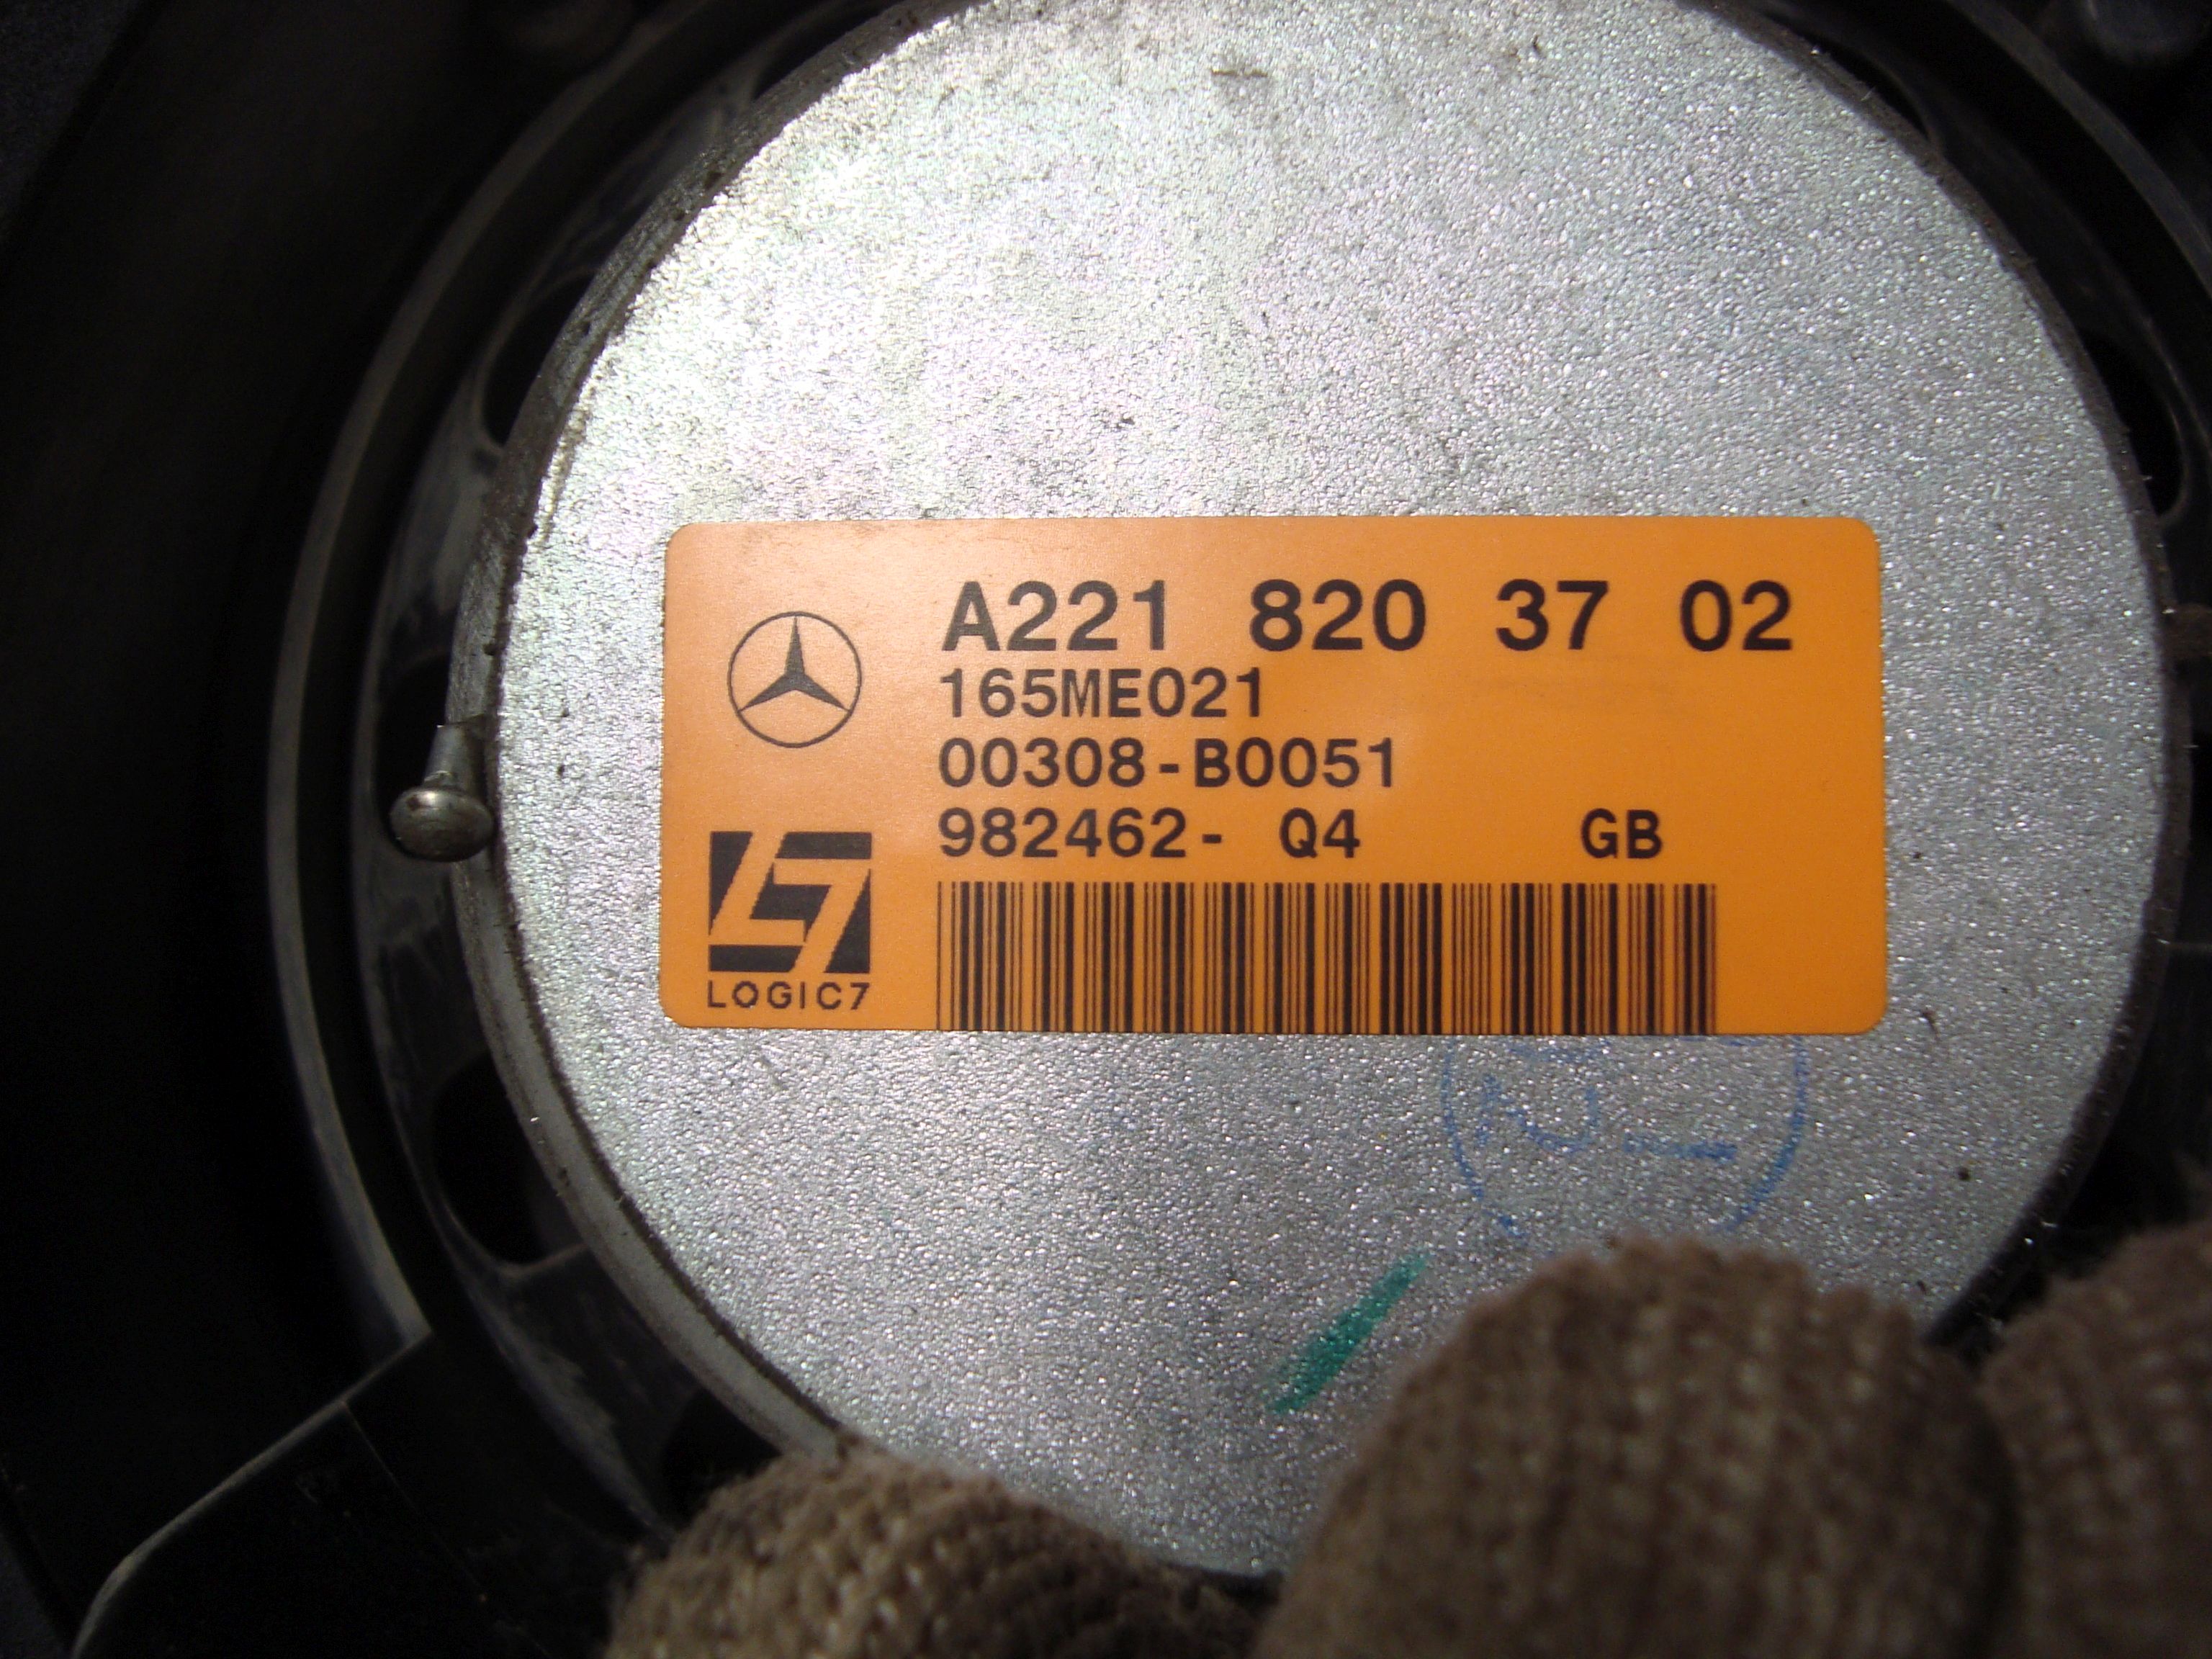 A221 820 37 02
165ME021
00308-B0051
982462- Q4 GB
LOGIC7